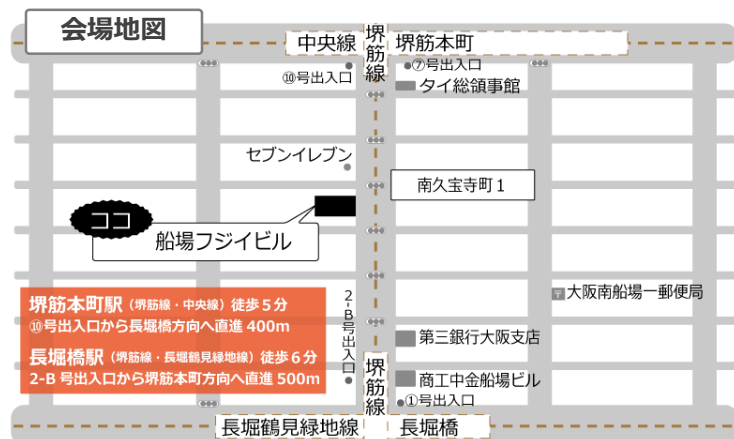 会場地図
中央線
堺筋線
堺筋本町
⑩号出入口
⑦号出入口
タイ総領事館
セブンイレブン
南久宝寺町1
ココ
船場フジイビル
大阪南船場一郵便局
堺筋本町駅(堺筋線・中央線)徒歩5分
⑩号出入口から長堀橋方向へ直進 400m
長堀橋駅(堺筋線・長堀鶴見緑地線)徒歩6分
2-B 号出入口から堺筋本町方向へ直進 500m
2-B号出入口
第三銀行大阪支店
堺筋線
商工中金船場ビル
①号出入口
長堀鶴見緑地線
長堀橋